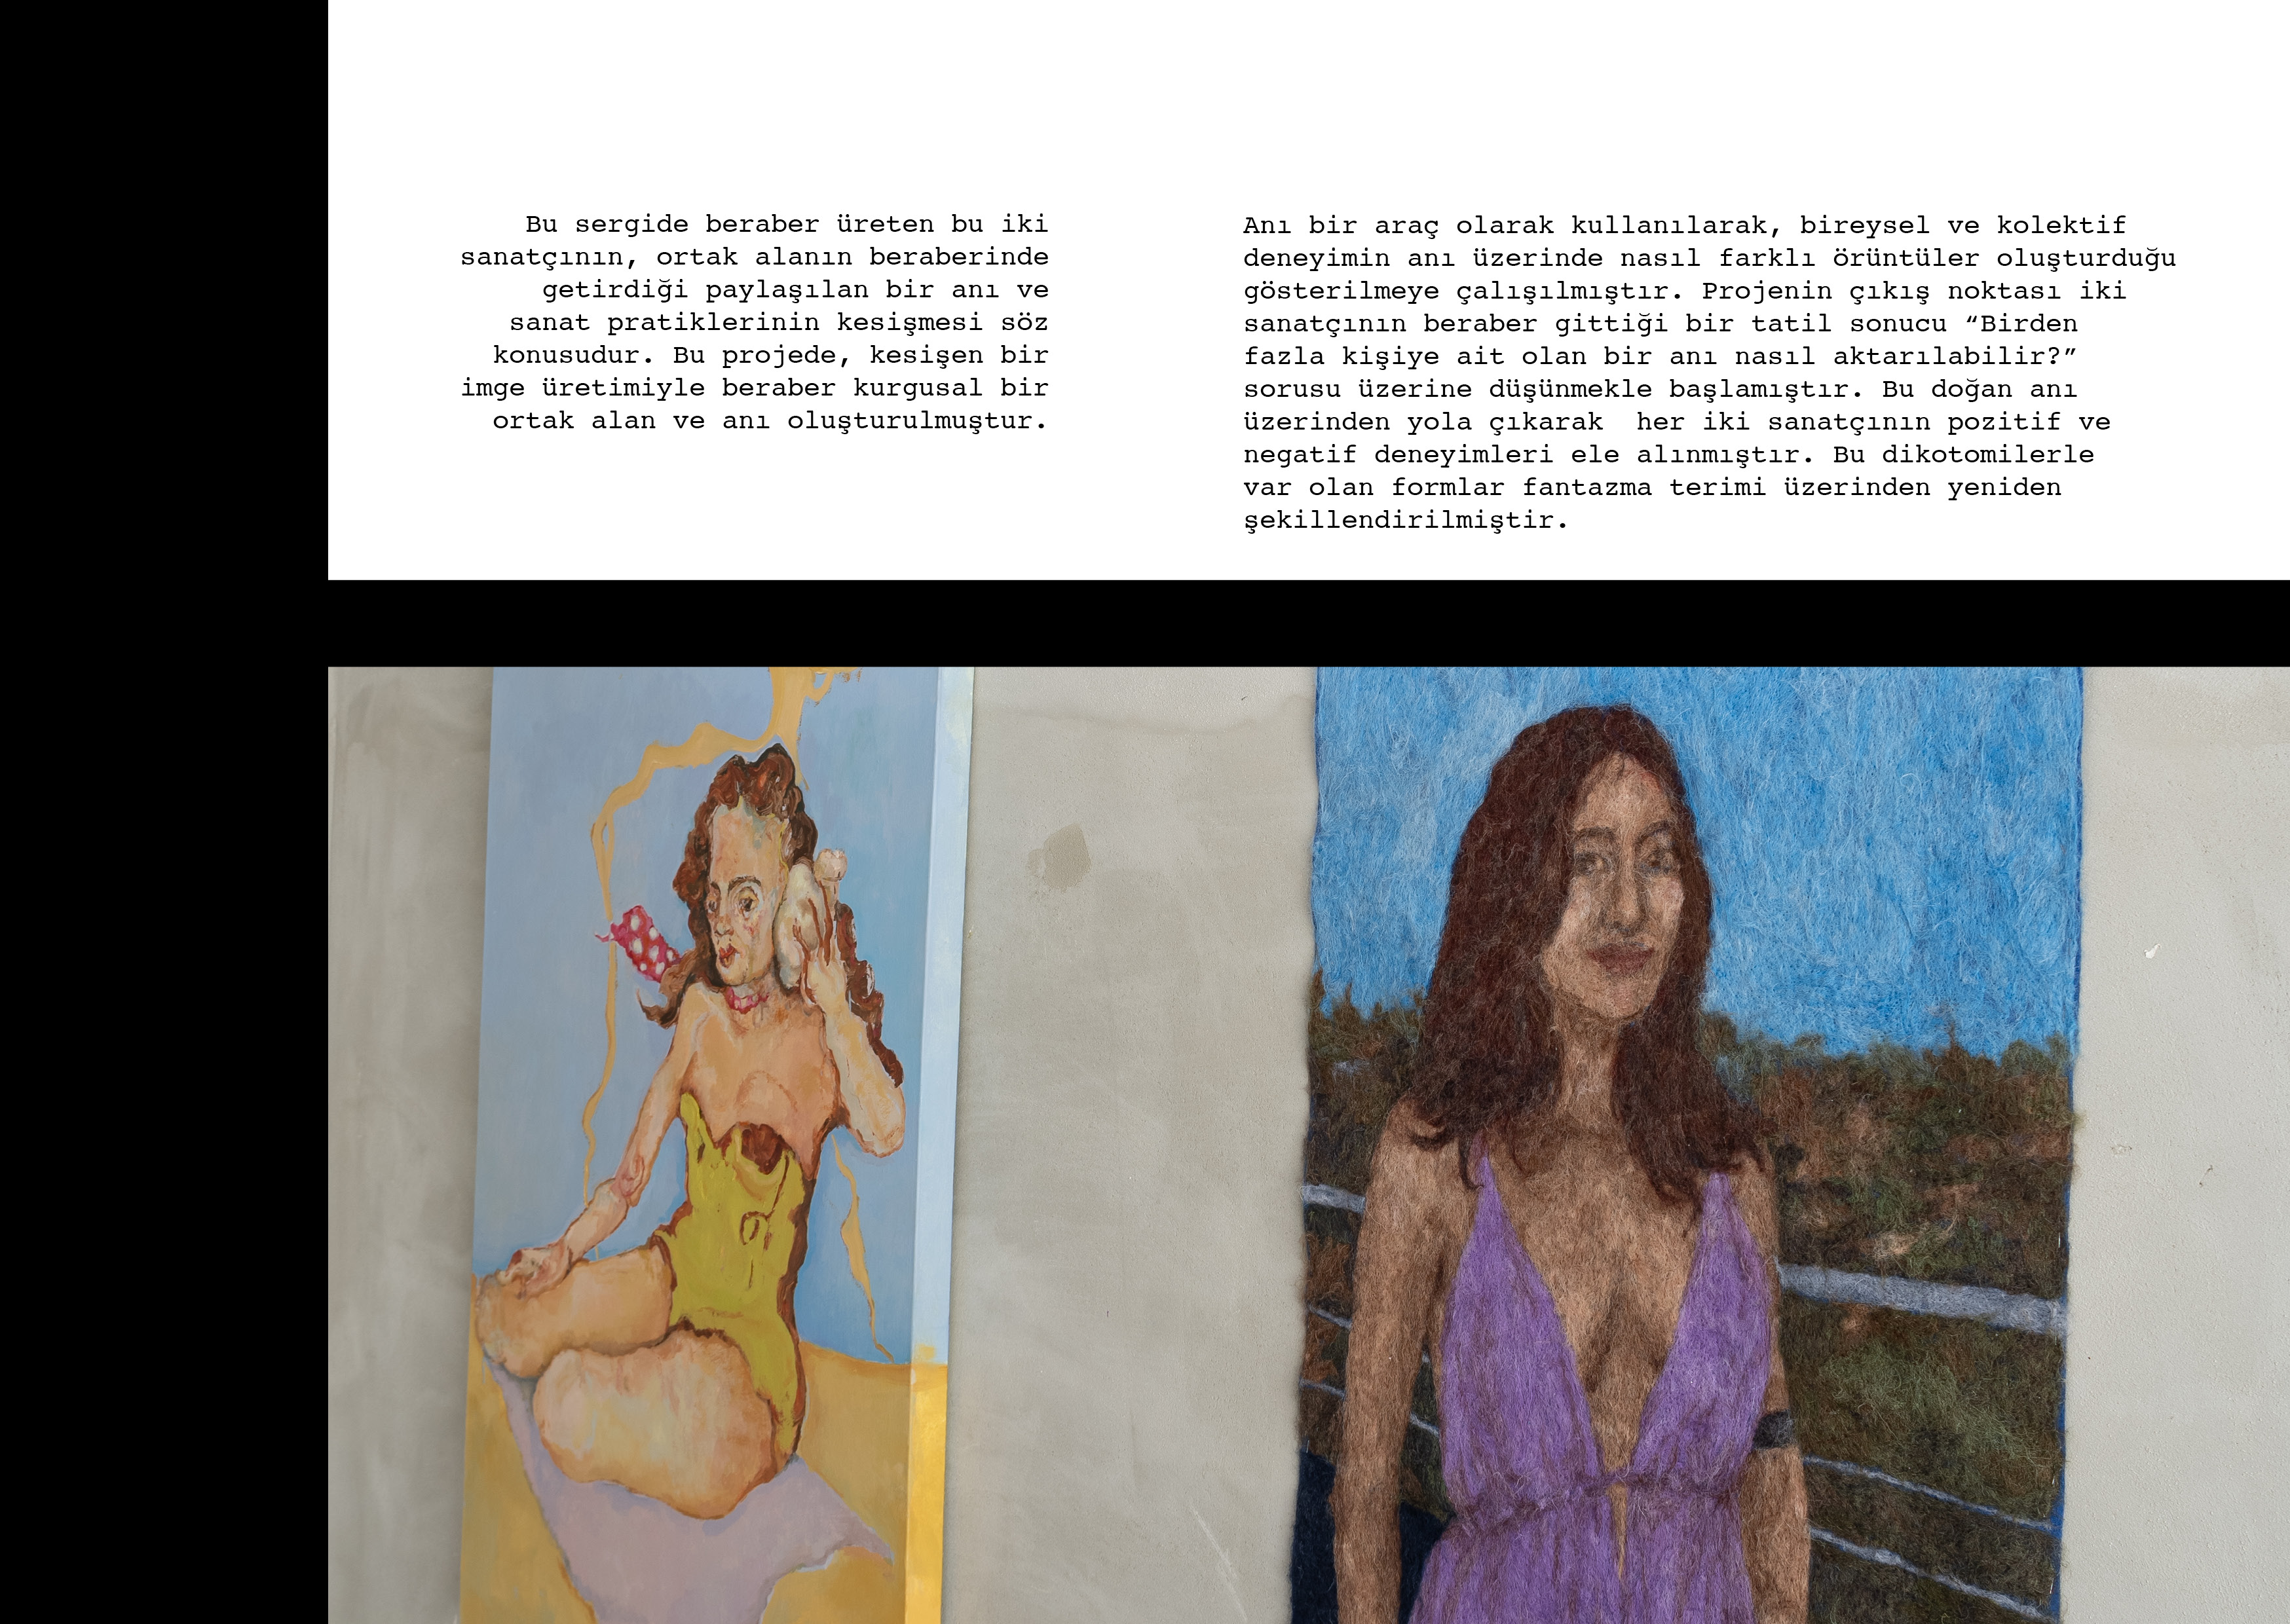 Bu sergide beraber üreten bu iki
sanatçının, ortak alanın beraberinde
getirdiği paylaşılan bir anı ve
sanat pratiklerinin kesişmesi söz
konusudur. Bu projede, kesişen bir
imge üretimiyle beraber kurgusal bir
ortak alan ve anı oluşturulmuştur.
Anı bir araç olarak kullanılarak, bireysel ve kolektif
deneyimin anı üzerinde nasıl farklı örüntüler oluşturduğu
gösterilmeye çalışılmıştır. Projenin çıkış noktası iki
sanatçının beraber gittiği bir tatil sonucu “Birden
fazla kişiye ait olan bir anı nasıl aktarılabilir?”
sorusu üzerine düşünmekle başlamıştır. Bu doğan anı
üzerinden yola çıkarak  her iki sanatçının pozitif ve
negatif deneyimleri ele alınmıştır. Bu dikotomilerle
var olan formlar fantazma terimi üzerinden yeniden
şekillendirilmiştir.